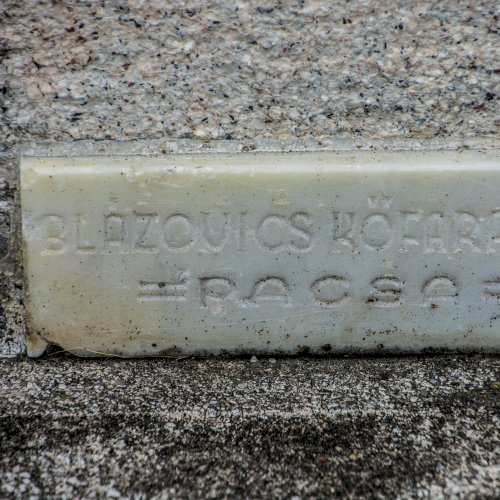 BLAZOVICS KŐFARA
= PACSA =